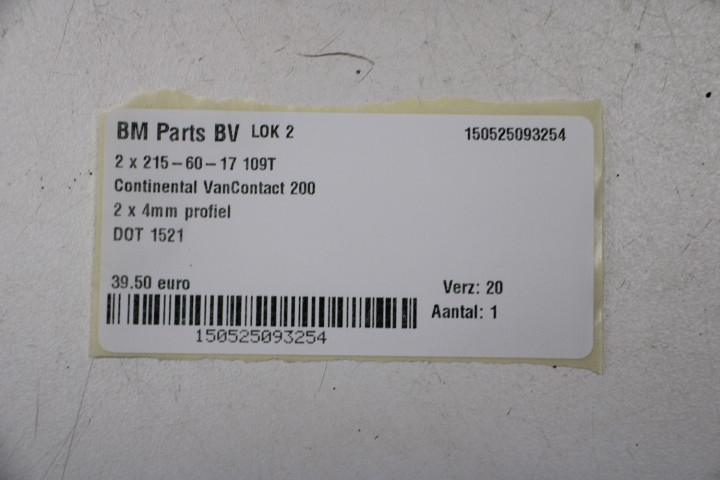 BM Parts BV LOK 2 150525093254
2 x 215-60-17 109T
Continental VanContact 200
2 x 4mm profiel
DOT 1521
39.50 euro Verz: 20
Aantal: 1
150525093254